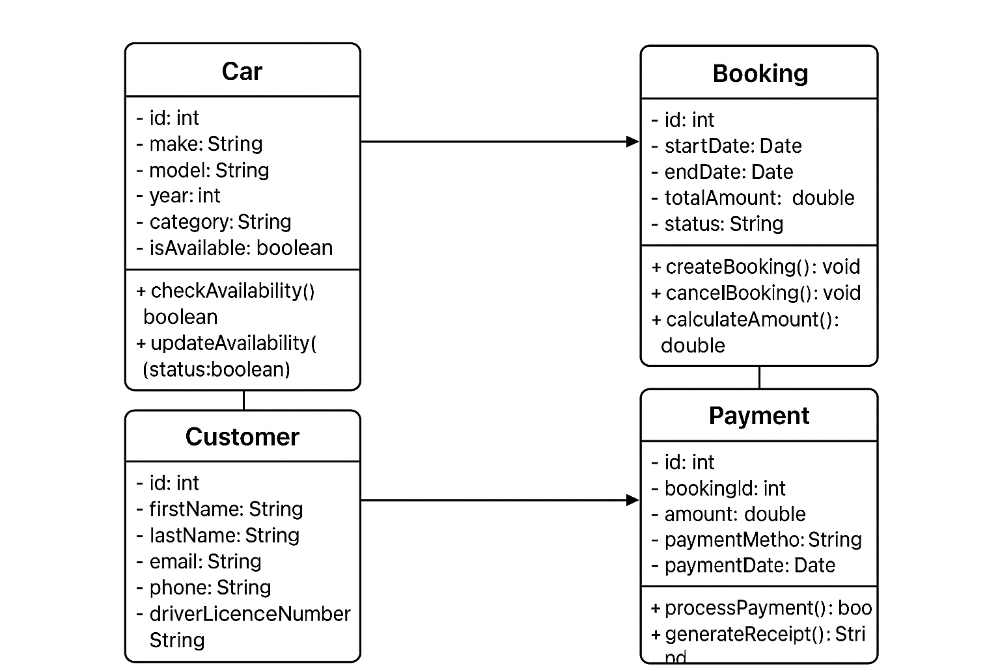 Car
- id: int
- make: String
- model: String
- year: int
- category: String
- isAvailable: boolean
+ checkAvailability()
boolean
+ updateAvailability(
(status:boolean)
Customer
- id: int
- firstName: String
- lastName: String
- email: String
- phone: String
- driverLicenceNumber
String
Booking
- id: int
- startDate: Date
- endDate: Date
- totalAmount: double
- status: String
+ createBooking(): void
+ cancelBooking(): void
+ calculateAmount():
double
Payment
- id: int
- bookingId: int
- amount: double
- paymentMetho: String
- paymentDate: Date
+ processPayment(): boo
+ generateReceipt(): Stri